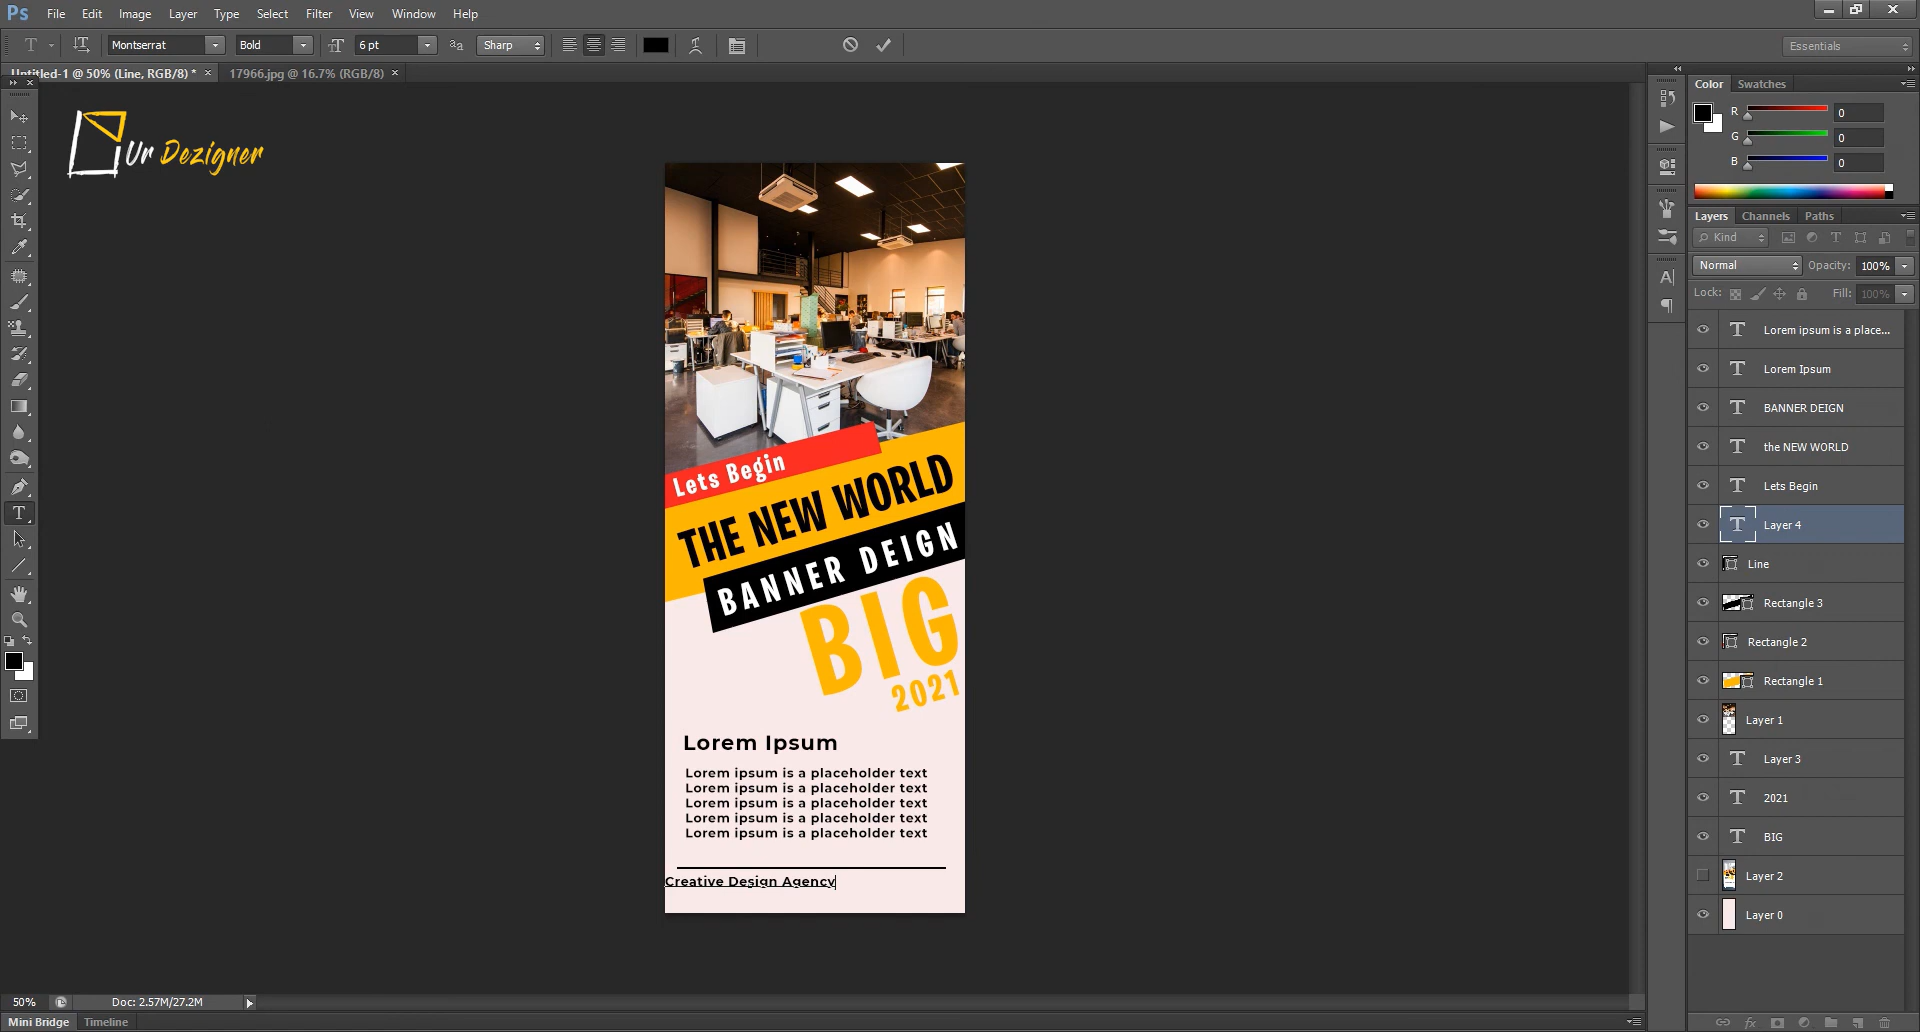 Ps File Edit Image Layer Type Select Filter View Window Help
T Montserrat Bold 6 pt Sharp Essentials
Untitled-1 @ 50% (Line, RGB/8) * × 17966.jpg @ 16.7% (RGB/8) ×
Ur Dezigner
Lets Begin
THE NEW WORLD
BANNER DEIGN
BIG
2021
Lorem Ipsum
Lorem ipsum is a placeholder text
Lorem ipsum is a placeholder text
Lorem ipsum is a placeholder text
Lorem ipsum is a placeholder text
Lorem ipsum is a placeholder text
Creative Design Agency
Color Swatches
R 0
G 0
B 0
Layers Channels Paths
Kind
Normal Opacity: 100%
Lock: Fill: 100%
Lorem ipsum is a place...
Lorem Ipsum
BANNER DEIGN
the NEW WORLD
Lets Begin
Layer 4
Line
Rectangle 3
Rectangle 2
Rectangle 1
Layer 1
Layer 3
2021
BIG
Layer 2
Layer 0
50% Doc: 2.57M/27.2M
Mini Bridge Timeline